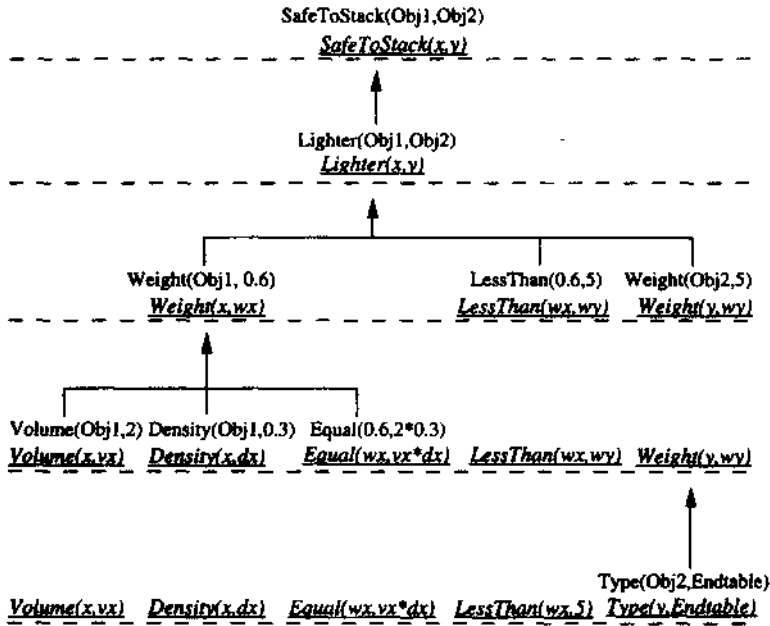 SafeToStack(Obj1,Obj2)
SafeToStack(x,y)
Lighter(Obj1,Obj2)
Lighter(x,y)
Weight(Obj1, 0.6) LessThan(0.6,5) Weight(Obj2,5)
Weight(x,wx) LessThan(wx,wy) Weight(y,wy)
Volume(Obj1,2) Density(Obj1,0.3) Equal(0.6,2*0.3)
Volume(x,vx) Density(x,dx) Equal(wx,vx*dx) LessThan(wx,wy) Weight(y,wy)
Type(Obj2,Endtable)
Volume(x,vx) Density(x,dx) Equal(wx,vx*dx) LessThan(wx,5) Type(y,Endtable)